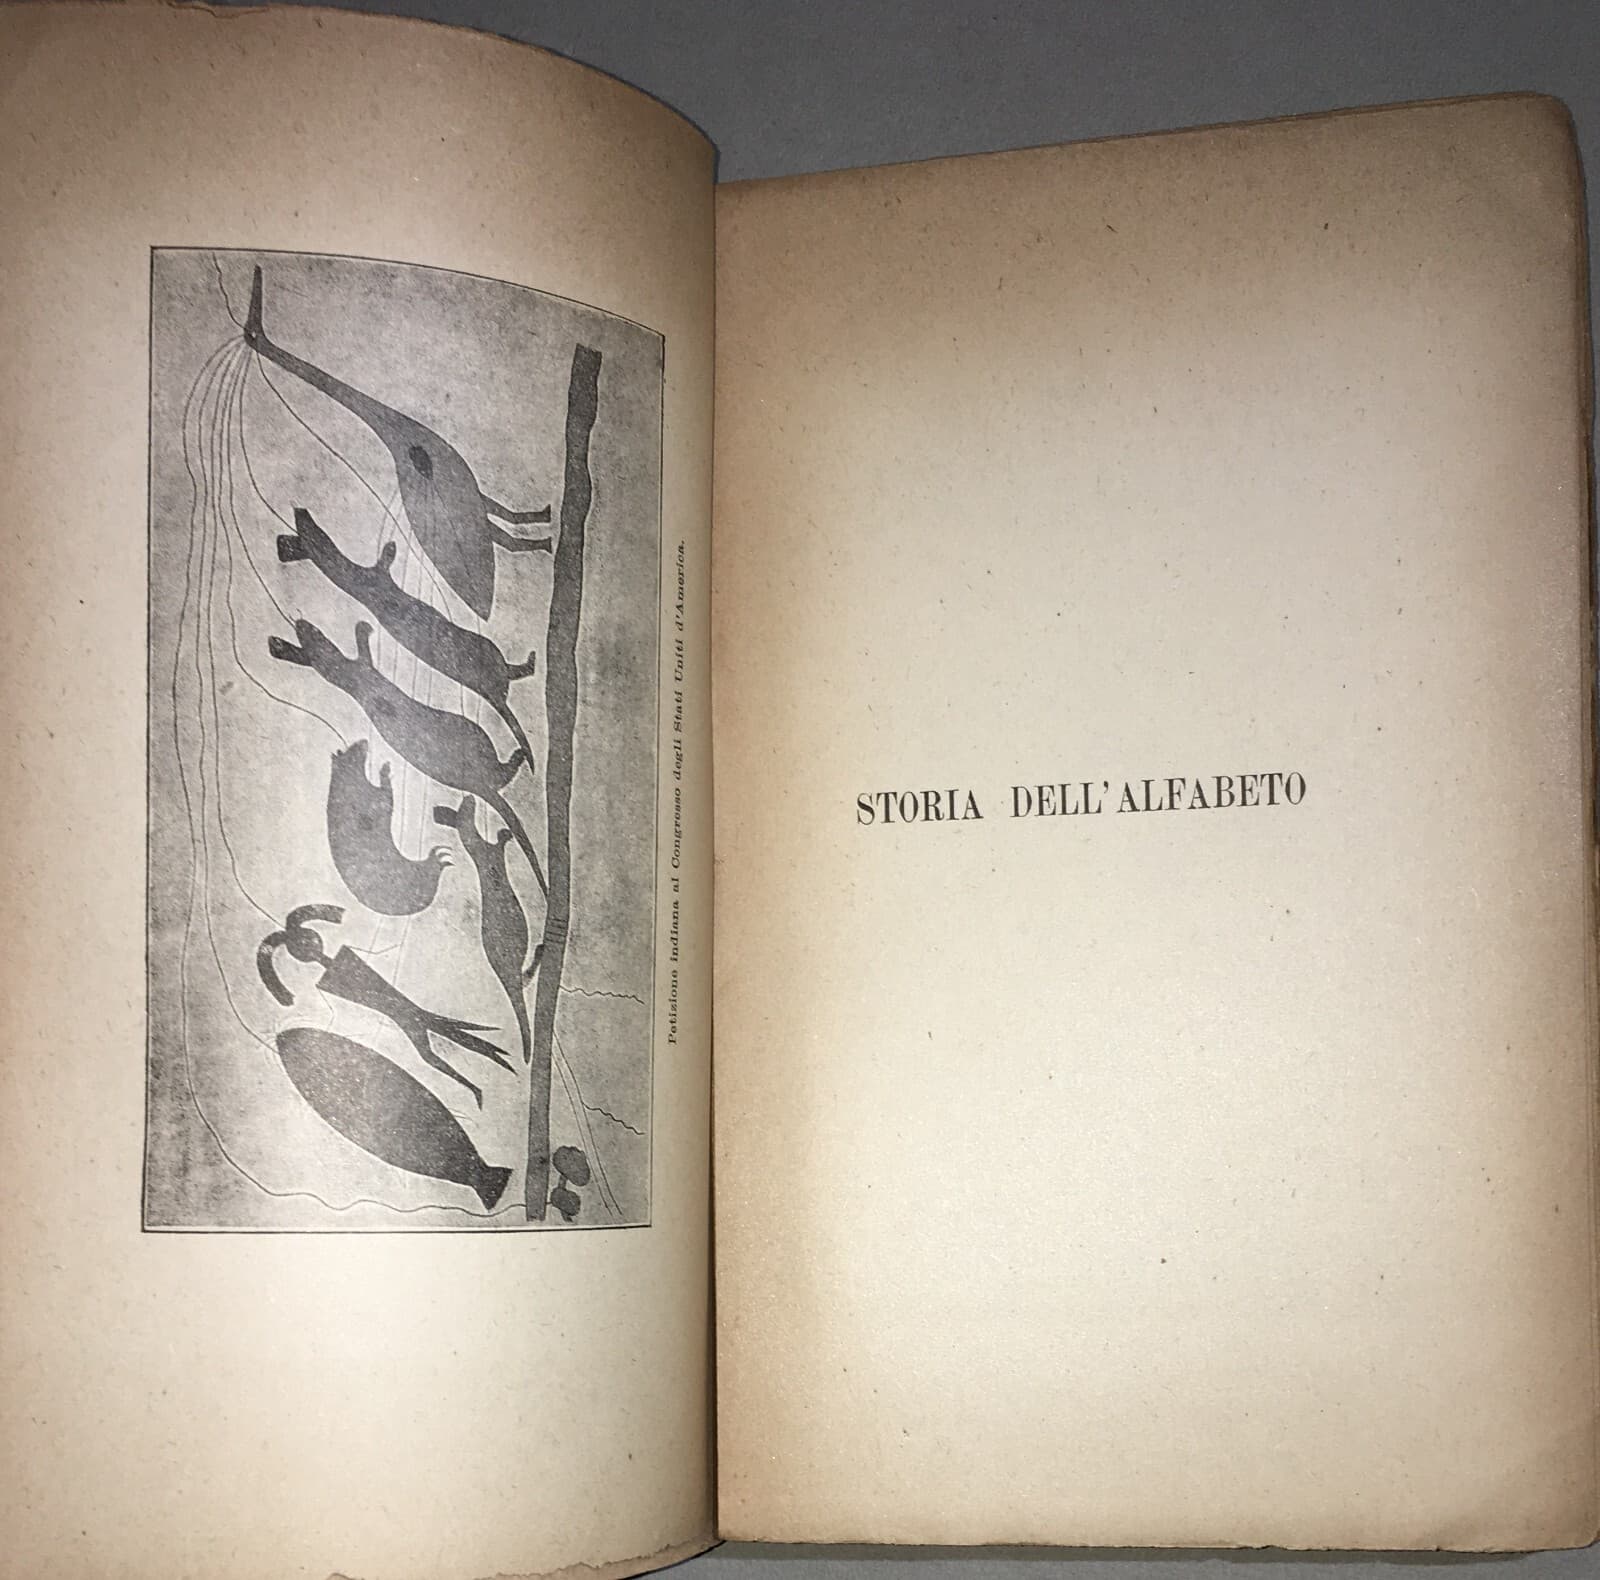 Petizione indiana al Congresso degli Stati Uniti d'America.
STORIA DELL'ALFABETO